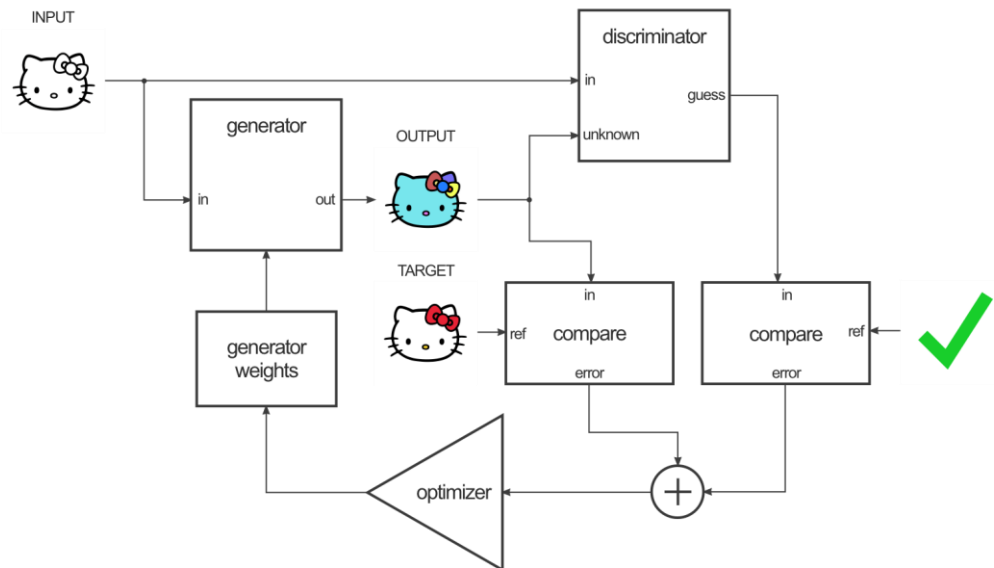 INPUT
discriminator
in
guess
unknown
generator
in
out
OUTPUT
TARGET
in
ref
compare
error
in
compare
ref
error
generator
weights
optimizer
+